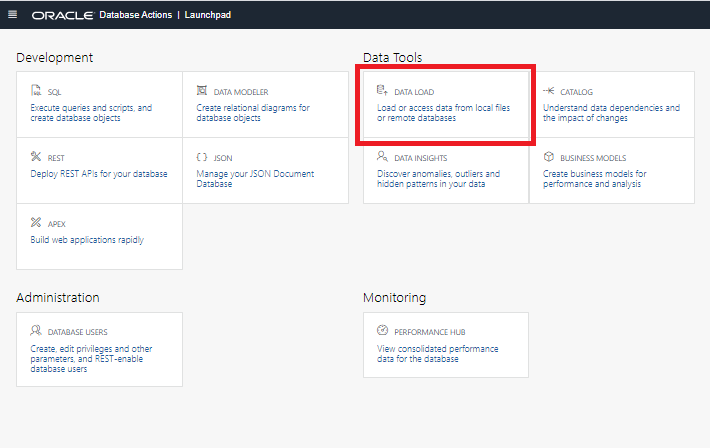 ORACLE Database Actions | Launchpad
Development
SQL
Execute queries and scripts, and
create database objects
DATA MODELER
Create relational diagrams for
database objects
REST
Deploy REST APIs for your database
JSON
Manage your JSON Document
Database
APEX
Build web applications rapidly
Data Tools
DATA LOAD
Load or access data from local files
or remote databases
CATALOG
Understand data dependencies and
the impact of changes
DATA INSIGHTS
Discover anomalies, outliers and
hidden patterns in your data
BUSINESS MODELS
Create business models for
performance and analysis
Administration
DATABASE USERS
Create, edit privileges and other
parameters, and REST-enable
database users
Monitoring
PERFORMANCE HUB
View consolidated performance
data for the database